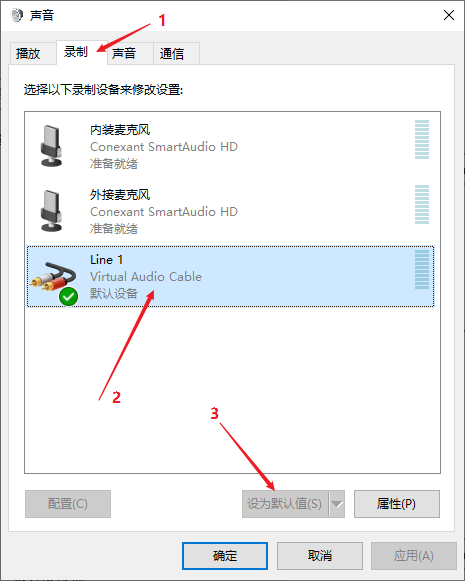 声音
1
播放
录制
声音
通信
选择以下录制设备来修改设置:
内装麦克风
Conexant SmartAudio HD
准备就绪
外接麦克风
Conexant SmartAudio HD
准备就绪
Line 1
Virtual Audio Cable
默认设备
2
3
配置(C)
设为默认值(S)
属性(P)
确定
取消
应用(A)